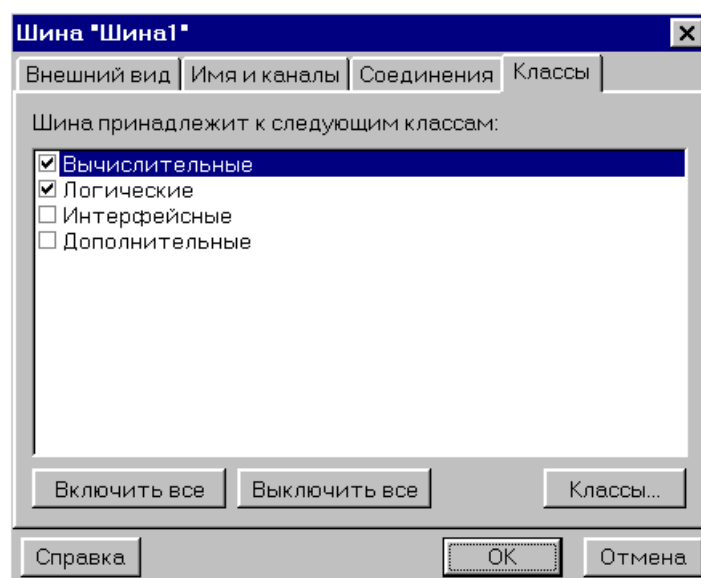 Шина "Шина1"
Внешний вид Имя и каналы Соединения Классы
Шина принадлежит к следующим классам:
Вычислительные
Логические
Интерфейсные
Дополнительные
Включить все Выключить все Классы...
Справка OK Отмена